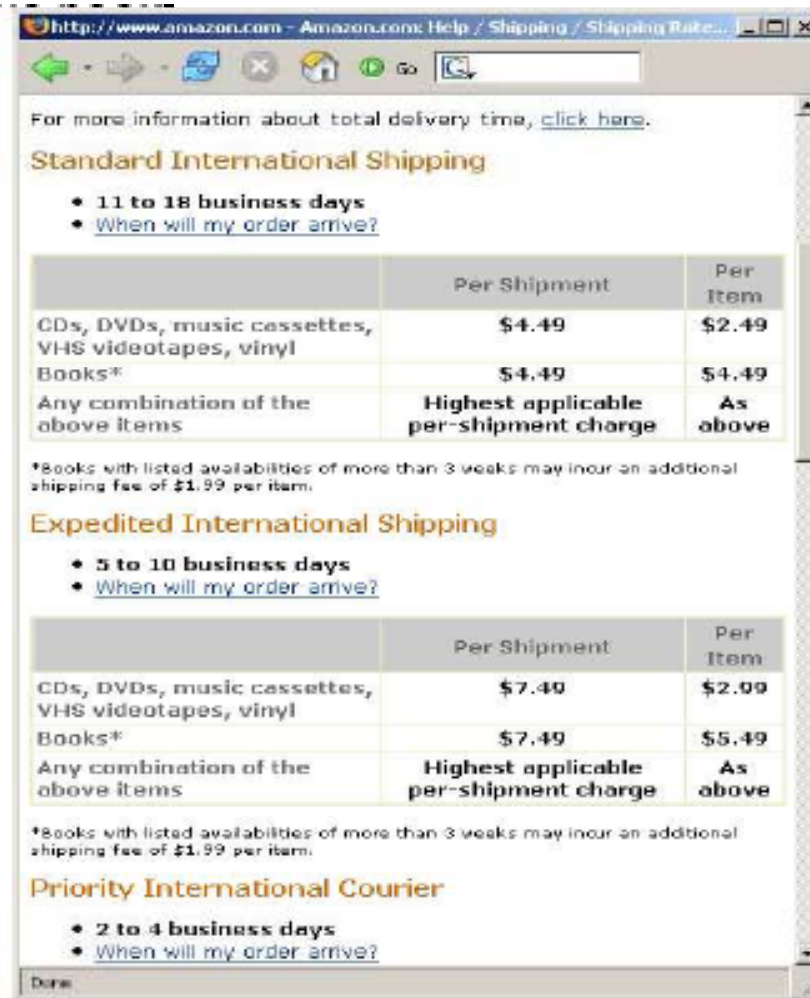 http://www.amazon.com - Amazon.com: Help / Shipping / Shipping Rate...
Go
For more information about total delivery time, click here.
Standard International Shipping
• 11 to 18 business days
• When will my order arrive?
Per Shipment Per
Item
CDs, DVDs, music cassettes, $4.49 $2.49
VHS videotapes, vinyl
Books* $4.49 $4.49
Any combination of the Highest applicable As
above items per-shipment charge above
*Books with listed availabilities of more than 3 weeks may incur an additional
shipping fee of $1.99 per item.
Expedited International Shipping
• 5 to 10 business days
• When will my order arrive?
Per Shipment Per
Item
CDs, DVDs, music cassettes, $7.49 $2.99
VHS videotapes, vinyl
Books* $7.49 $5.49
Any combination of the Highest applicable As
above items per-shipment charge above
*Books with listed availabilities of more than 3 weeks may incur an additional
shipping fee of $1.99 per item.
Priority International Courier
• 2 to 4 business days
• When will my order arrive?
Done